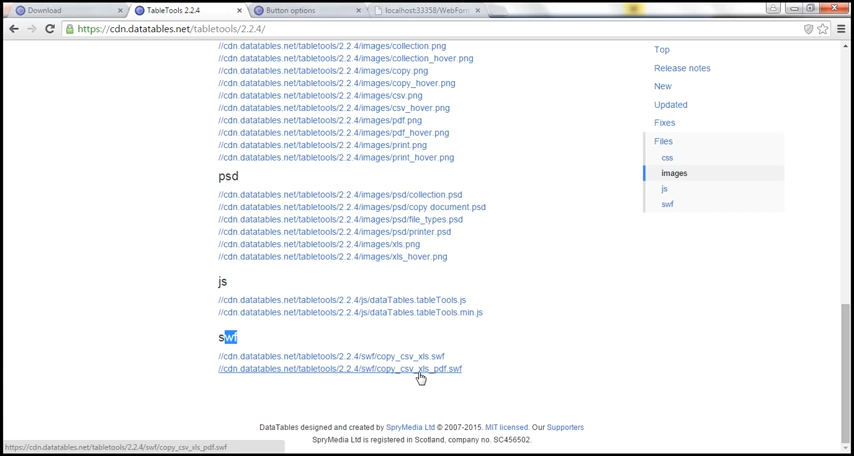 Download
TableTools 2.2.4
Button options
localhost:33358/WebForm
https://cdn.datatables.net/tabletools/2.2.4/
//cdn.datatables.net/tabletools/2.2.4/images/collection.png
//cdn.datatables.net/tabletools/2.2.4/images/collection_hover.png
//cdn.datatables.net/tabletools/2.2.4/images/copy.png
//cdn.datatables.net/tabletools/2.2.4/images/copy_hover.png
//cdn.datatables.net/tabletools/2.2.4/images/csv.png
//cdn.datatables.net/tabletools/2.2.4/images/csv_hover.png
//cdn.datatables.net/tabletools/2.2.4/images/pdf.png
//cdn.datatables.net/tabletools/2.2.4/images/pdf_hover.png
//cdn.datatables.net/tabletools/2.2.4/images/print.png
//cdn.datatables.net/tabletools/2.2.4/images/print_hover.png
psd
//cdn.datatables.net/tabletools/2.2.4/images/psd/collection.psd
//cdn.datatables.net/tabletools/2.2.4/images/psd/copy document.psd
//cdn.datatables.net/tabletools/2.2.4/images/psd/file_types.psd
//cdn.datatables.net/tabletools/2.2.4/images/psd/printer.psd
//cdn.datatables.net/tabletools/2.2.4/images/xls.png
//cdn.datatables.net/tabletools/2.2.4/images/xls_hover.png
js
//cdn.datatables.net/tabletools/2.2.4/js/dataTables.tableTools.js
//cdn.datatables.net/tabletools/2.2.4/js/dataTables.tableTools.min.js
swf
//cdn.datatables.net/tabletools/2.2.4/swf/copy_csv_xls.swf
//cdn.datatables.net/tabletools/2.2.4/swf/copy_csv_xls_pdf.swf
Top
Release notes
New
Updated
Fixes
Files
css
images
js
swf
DataTables designed and created by SpryMedia Ltd © 2007-2015. MIT licensed. Our Supporters
SpryMedia Ltd is registered in Scotland, company no. SC456502.
https://cdn.datatables.net/tabletools/2.2.4/swf/copy_csv_xls_pdf.swf